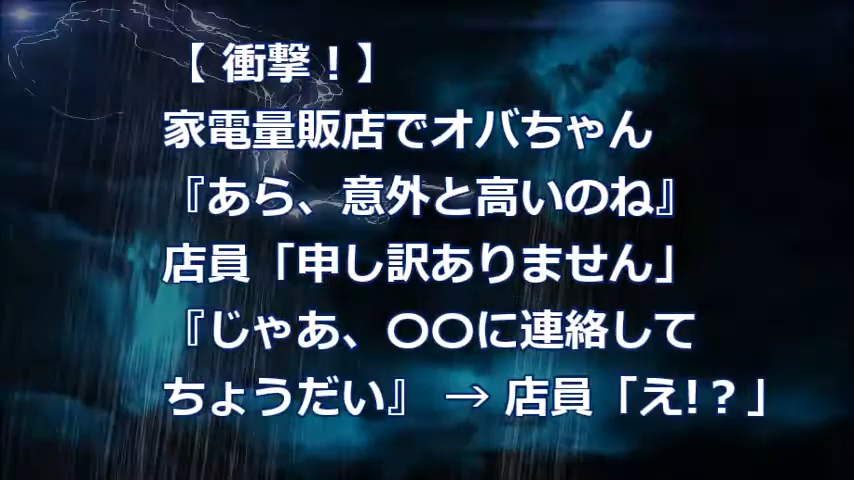 【 衝撃！】
家電量販店でオバちゃん
『あら、意外と高いのね』
店員「申し訳ありません」
『じゃあ、〇〇に連絡して
ちょうだい』 → 店員「え!？」